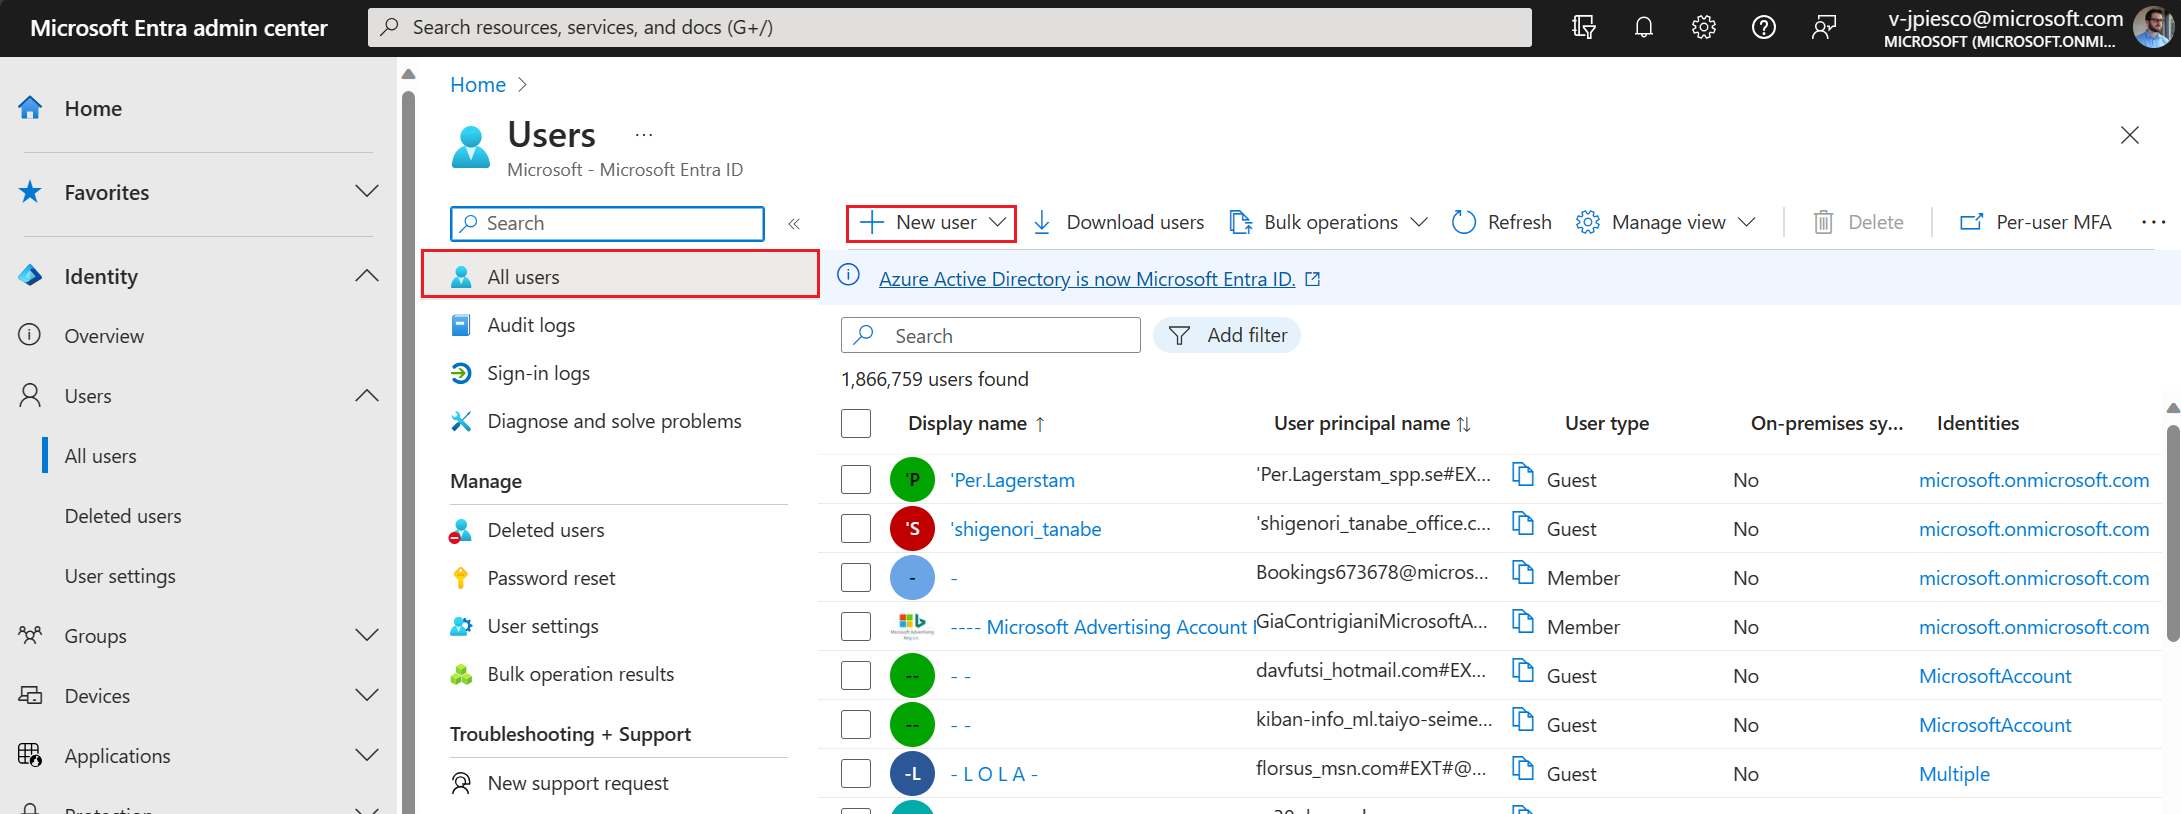 Microsoft Entra admin center
Search resources, services, and docs (G+/)
v-jpiesco@microsoft.com
MICROSOFT (MICROSOFT.ONMI...
Home
Favorites
Identity
Overview
Users
All users
Deleted users
User settings
Groups
Devices
Applications
Protection
Home
Users
...
Microsoft - Microsoft Entra ID
Search
«
All users
Audit logs
Sign-in logs
Diagnose and solve problems
Manage
Deleted users
Password reset
User settings
Bulk operation results
Troubleshooting + Support
New support request
New user Download users Bulk operations Refresh Manage view Delete Per-user MFA ...
Azure Active Directory is now Microsoft Entra ID.
Search Add filter
1,866,759 users found
Display name ↑ User principal name ↑↓ User type On-premises sy... Identities
'P 'Per.Lagerstam 'Per.Lagerstam_spp.se#EX... Guest No microsoft.onmicrosoft.com
'S 'shigenori_tanabe 'shigenori_tanabe_office.c... Guest No microsoft.onmicrosoft.com
- - Bookings673678@micros... Member No microsoft.onmicrosoft.com
---- Microsoft Advertising Account GiaContrigianiMicrosoftA... Member No microsoft.onmicrosoft.com
-- - - davfutsi_hotmail.com#EX... Guest No MicrosoftAccount
-- - - kiban-info_ml.taiyo-seime... Guest No MicrosoftAccount
-L - L O L A - florsus_msn.com#EXT#@... Guest No Multiple